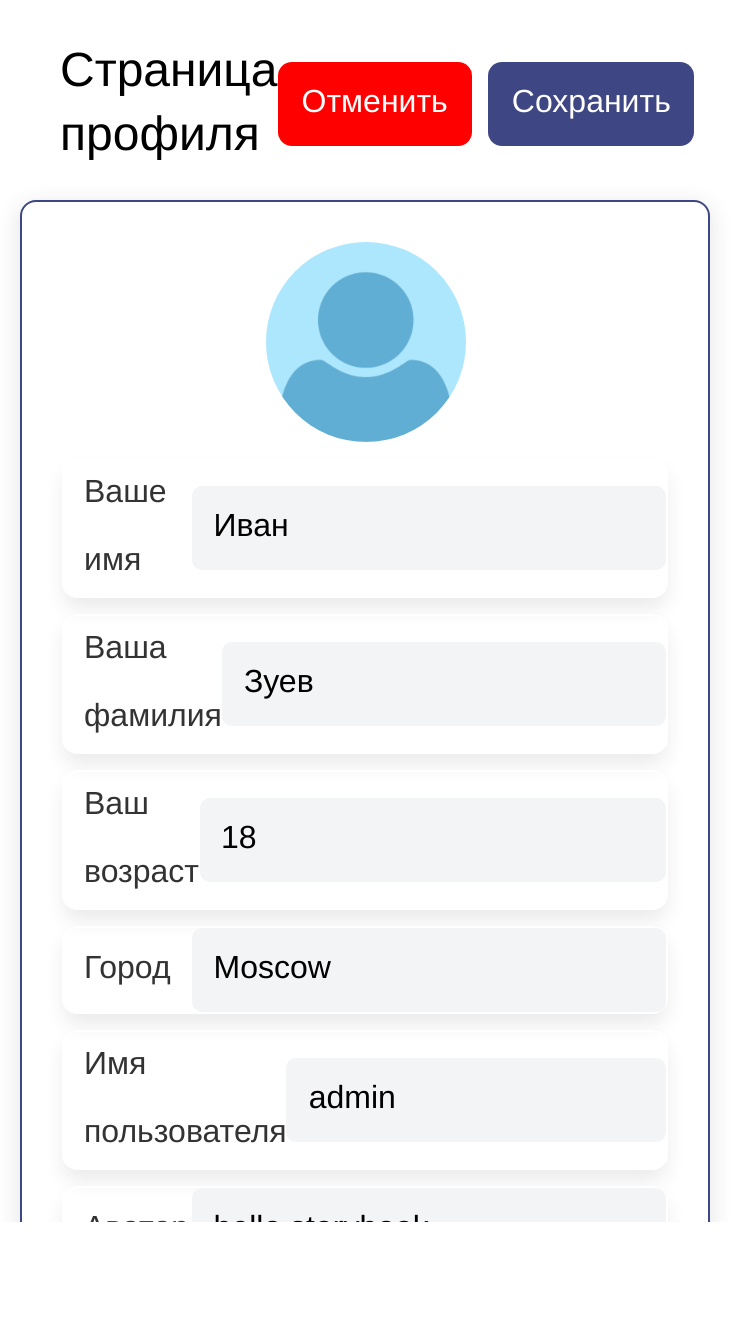 Страница
профиля
Отменить
Сохранить
Ваше
имя
Иван
Ваша
фамилия
Зуев
Ваш
возраст
18
Город
Moscow
Имя
пользователя
admin